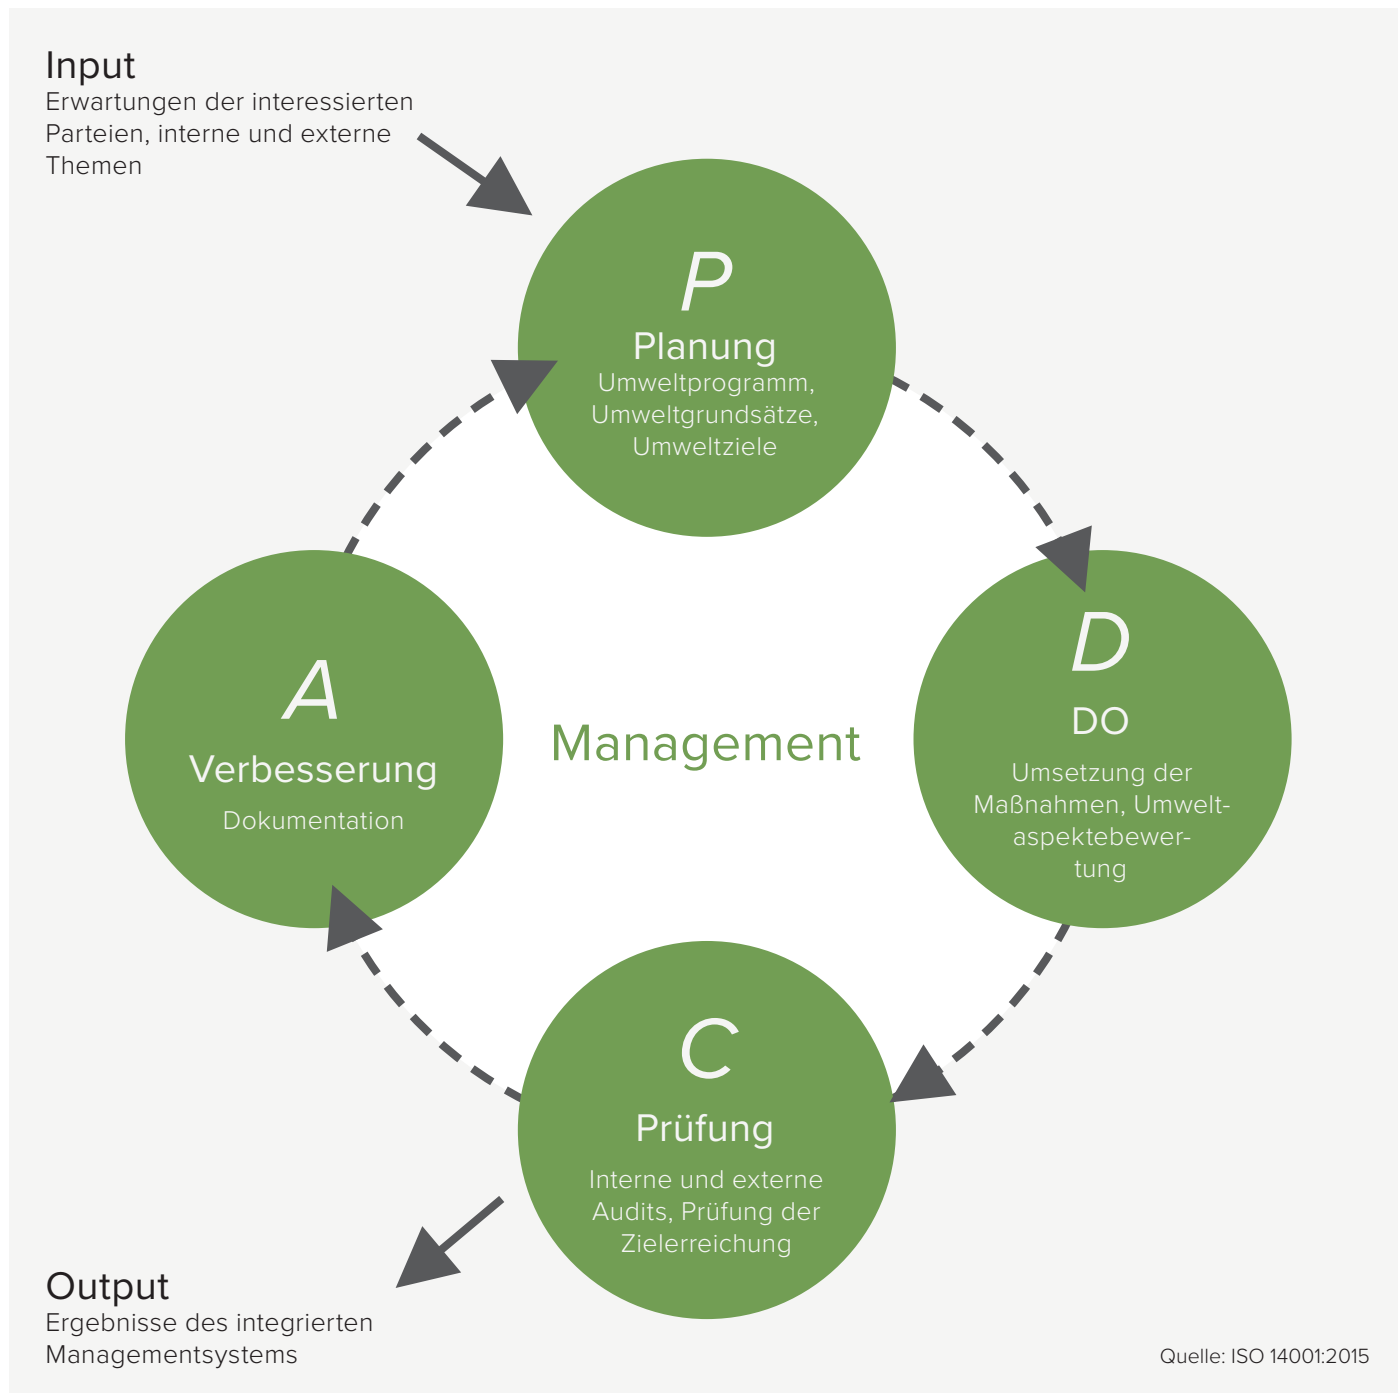 Input
Erwartungen der interessierten
Parteien, interne und externe
Themen
P
Planung
Umweltprogramm,
Umweltgrundsätze,
Umweltziele
D
DO
Umsetzung der
Maßnahmen, Umwelt-
aspektebewer-
tung
Management
A
Verbesserung
Dokumentation
C
Prüfung
Interne und externe
Audits, Prüfung der
Zielerreichung
Output
Ergebnisse des integrierten
Managementsystems
Quelle: ISO 14001:2015